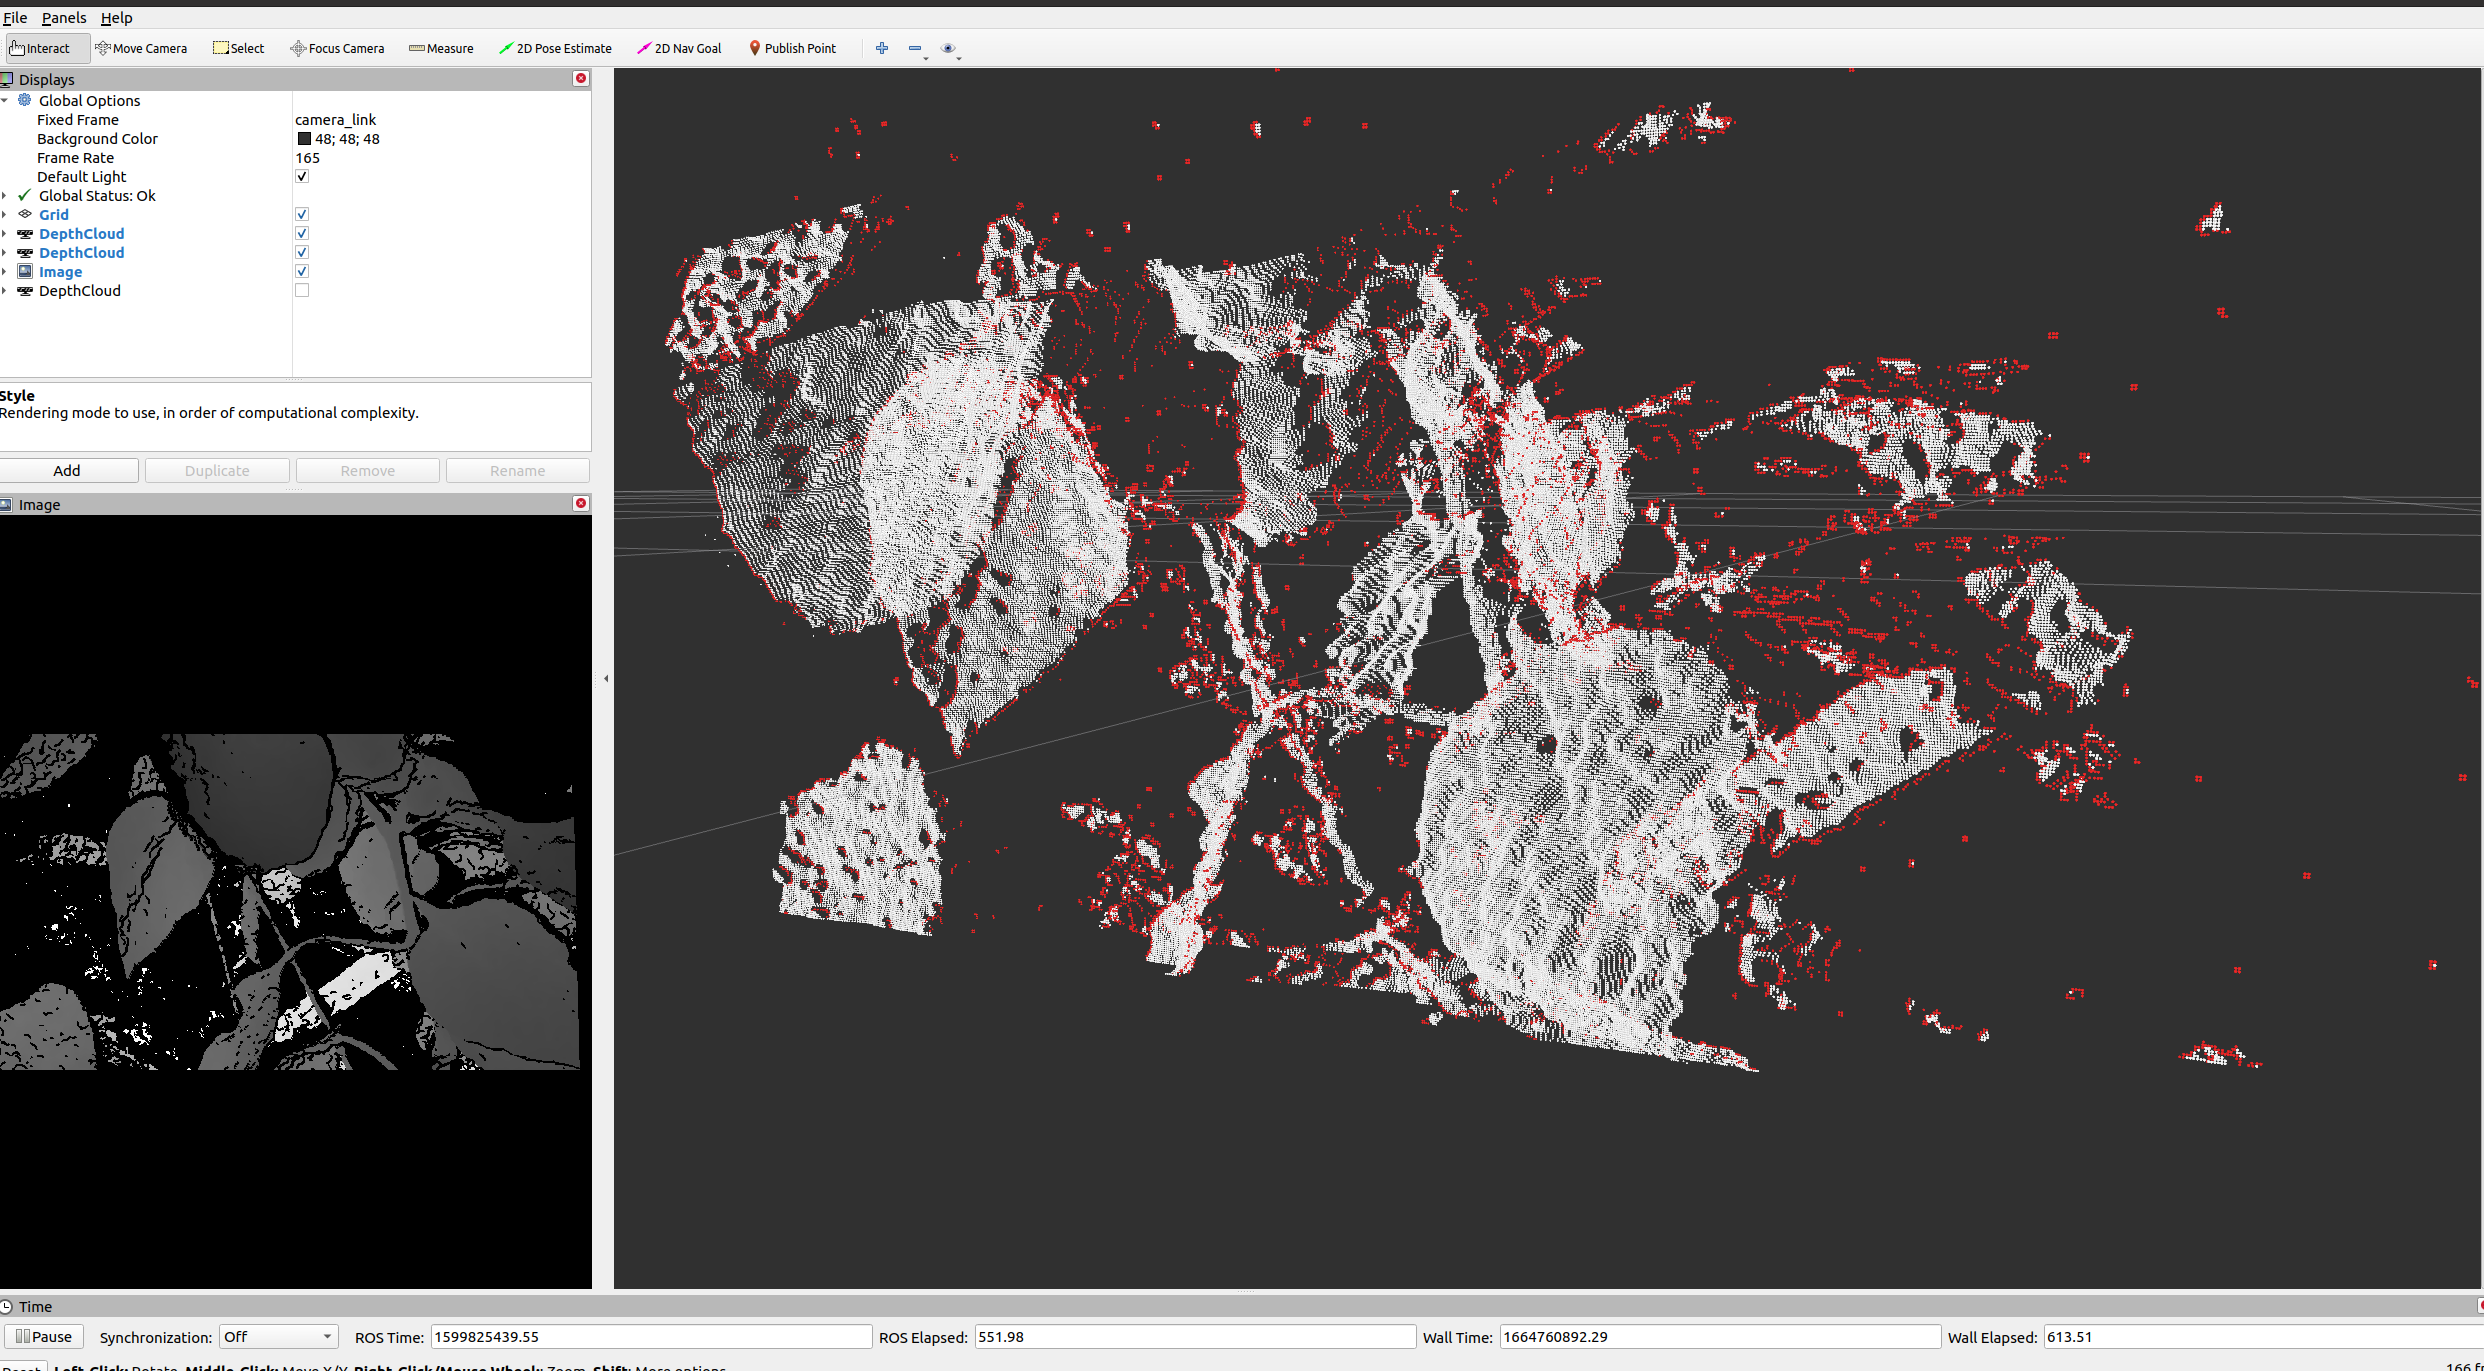 File Panels Help
Interact Move Camera Select Focus Camera Measure 2D Pose Estimate 2D Nav Goal Publish Point
Displays
Global Options
Fixed Frame camera_link
Background Color 48; 48; 48
Frame Rate 165
Default Light
Global Status: Ok
Grid
DepthCloud
DepthCloud
Image
DepthCloud
Style
Rendering mode to use, in order of computational complexity.
Add Duplicate Remove Rename
Image
Time
Pause Synchronization: Off ROS Time: 1599825439.55 ROS Elapsed: 551.98 Wall Time: 1664760892.29 Wall Elapsed: 613.51
Left-Click: Rotate. Middle-Click: Move X/Y. Right-Click/Mouse Wheel: Zoom. Shift: More options.